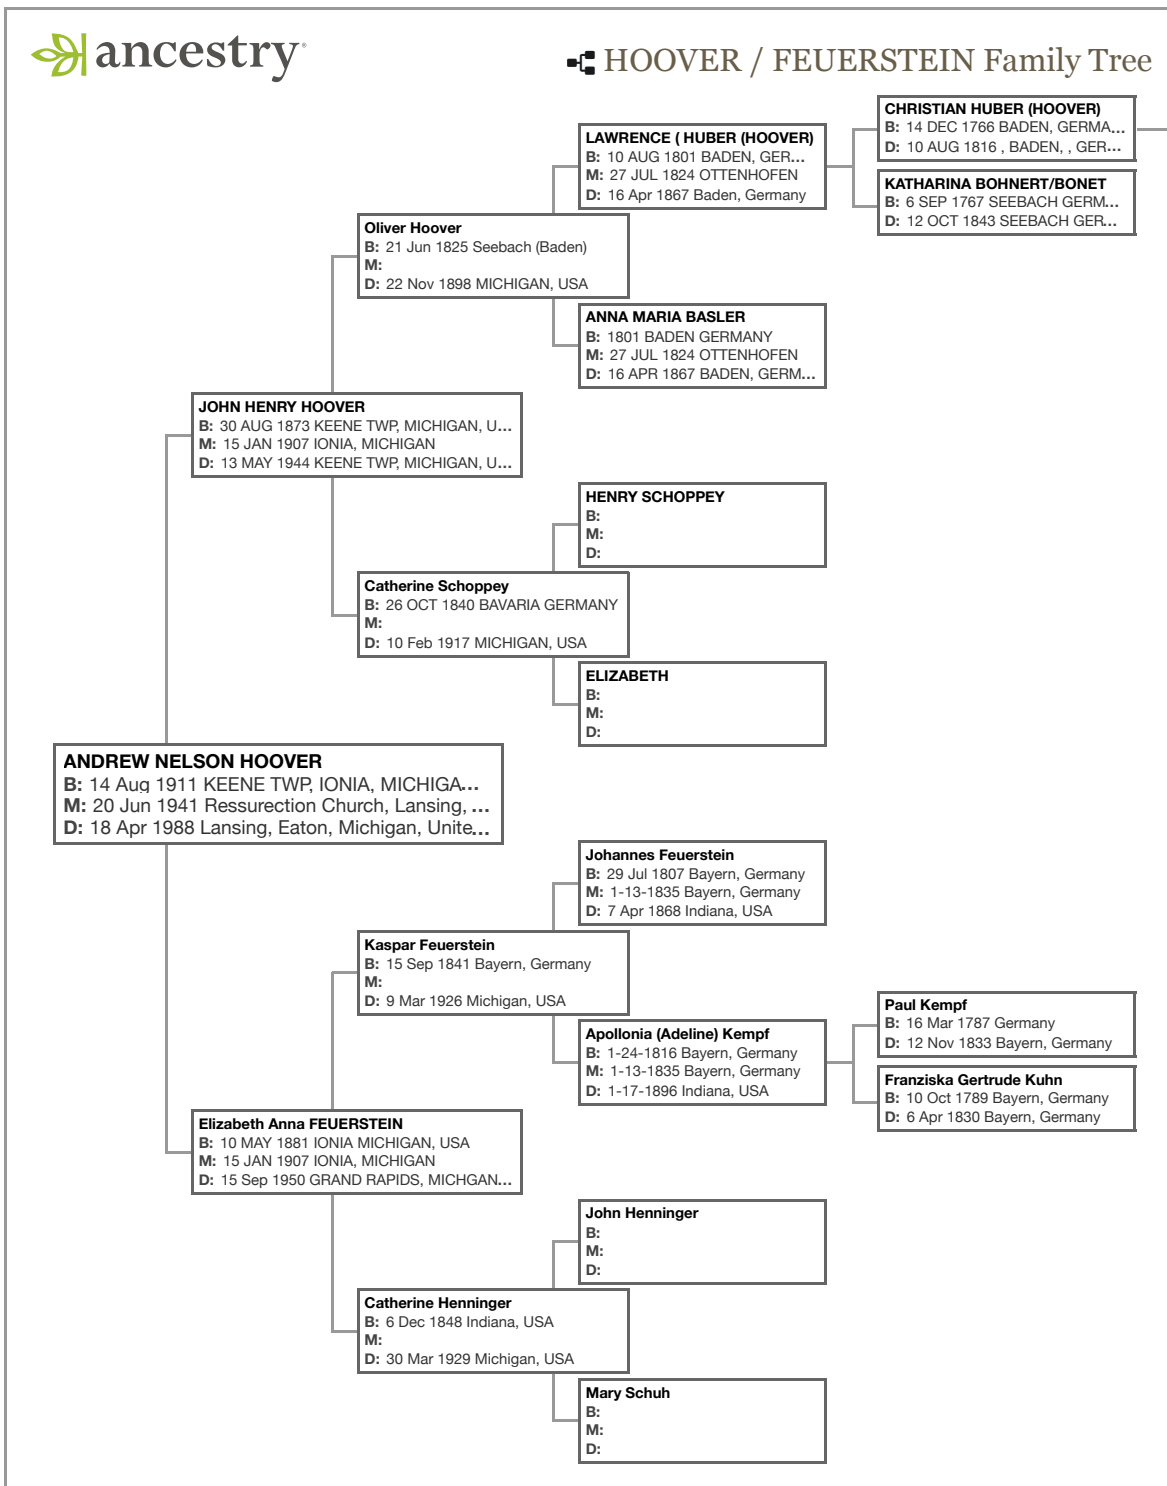 ancestry®
HOOVER / FEUERSTEIN Family Tree
CHRISTIAN HUBER (HOOVER)
B: 14 DEC 1766 BADEN, GERMA...
D: 10 AUG 1816 , BADEN, , GER...
LAWRENCE ( HUBER (HOOVER)
B: 10 AUG 1801 BADEN, GER...
M: 27 JUL 1824 OTTENHOFEN
D: 16 Apr 1867 Baden, Germany
KATHARINA BOHNERT/BONET
B: 6 SEP 1767 SEEBACH GERM...
D: 12 OCT 1843 SEEBACH GER...
Oliver Hoover
B: 21 Jun 1825 Seebach (Baden)
M:
D: 22 Nov 1898 MICHIGAN, USA
ANNA MARIA BASLER
B: 1801 BADEN GERMANY
M: 27 JUL 1824 OTTENHOFEN
D: 16 APR 1867 BADEN, GERM...
JOHN HENRY HOOVER
B: 30 AUG 1873 KEENE TWP, MICHIGAN, U...
M: 15 JAN 1907 IONIA, MICHIGAN
D: 13 MAY 1944 KEENE TWP, MICHIGAN, U...
HENRY SCHOPPEY
B:
M:
D:
Catherine Schoppey
B: 26 OCT 1840 BAVARIA GERMANY
M:
D: 10 Feb 1917 MICHIGAN, USA
ELIZABETH
B:
M:
D:
ANDREW NELSON HOOVER
B: 14 Aug 1911 KEENE TWP, IONIA, MICHIGA...
M: 20 Jun 1941 Ressurection Church, Lansing, ...
D: 18 Apr 1988 Lansing, Eaton, Michigan, Unite...
Johannes Feuerstein
B: 29 Jul 1807 Bayern, Germany
M: 1-13-1835 Bayern, Germany
D: 7 Apr 1868 Indiana, USA
Kaspar Feuerstein
B: 15 Sep 1841 Bayern, Germany
M:
D: 9 Mar 1926 Michigan, USA
Paul Kempf
B: 16 Mar 1787 Germany
D: 12 Nov 1833 Bayern, Germany
Apollonia (Adeline) Kempf
B: 1-24-1816 Bayern, Germany
M: 1-13-1835 Bayern, Germany
D: 1-17-1896 Indiana, USA
Franziska Gertrude Kuhn
B: 10 Oct 1789 Bayern, Germany
D: 6 Apr 1830 Bayern, Germany
Elizabeth Anna FEUERSTEIN
B: 10 MAY 1881 IONIA MICHIGAN, USA
M: 15 JAN 1907 IONIA, MICHIGAN
D: 15 Sep 1950 GRAND RAPIDS, MICHGAN...
John Henninger
B:
M:
D:
Catherine Henninger
B: 6 Dec 1848 Indiana, USA
M:
D: 30 Mar 1929 Michigan, USA
Mary Schuh
B:
M:
D: